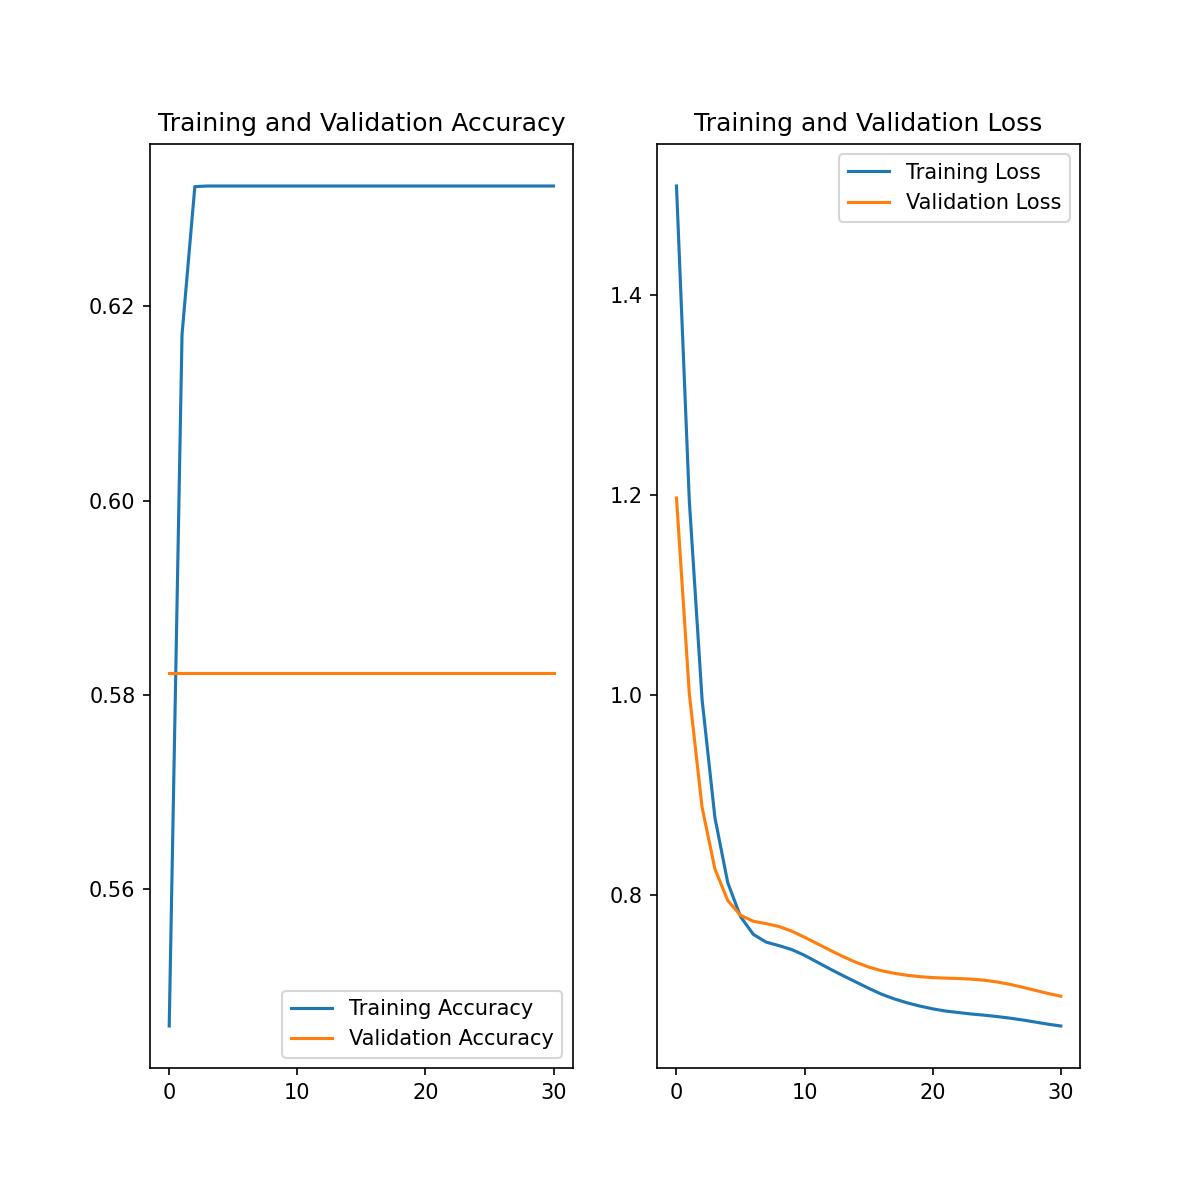 Training and Validation Accuracy
0.62
0.60
0.58
0.56
Training Accuracy
Validation Accuracy
0 10 20 30
Training and Validation Loss
Training Loss
Validation Loss
1.4
1.2
1.0
0.8
0 10 20 30